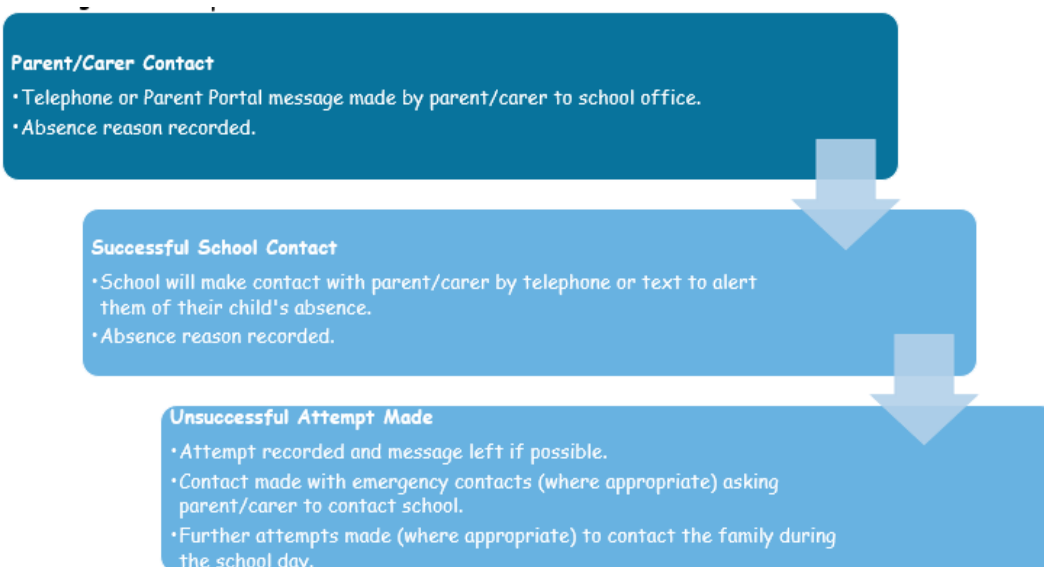 Parent/Carer Contact
•Telephone or Parent Portal message made by parent/carer to school office.
•Absence reason recorded.
Successful School Contact
•School will make contact with parent/carer by telephone or text to alert
them of their child's absence.
•Absence reason recorded.
Unsuccessful Attempt Made
•Attempt recorded and message left if possible.
•Contact made with emergency contacts (where appropriate) asking
parent/carer to contact school.
•Further attempts made (where appropriate) to contact the family during
the school day.